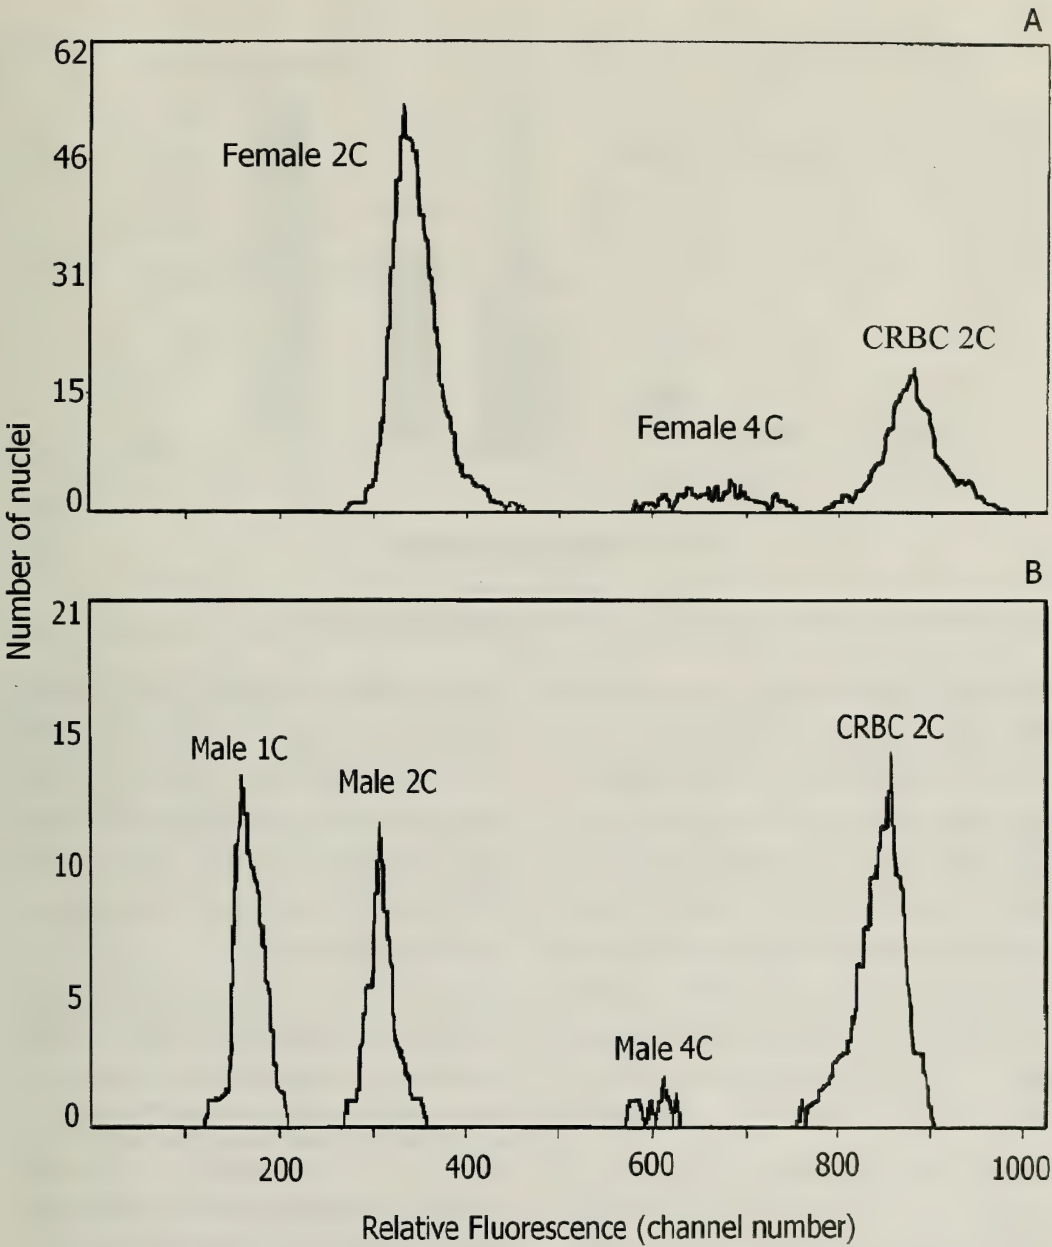 A
62
46
31
15
0
Female 2C
Female 4C
CRBC 2C
Number of nuclei
B
21
15
10
5
0
Male 1C
Male 2C
Male 4C
CRBC 2C
200 400 600 800 1000
Relative Fluorescence (channel number)